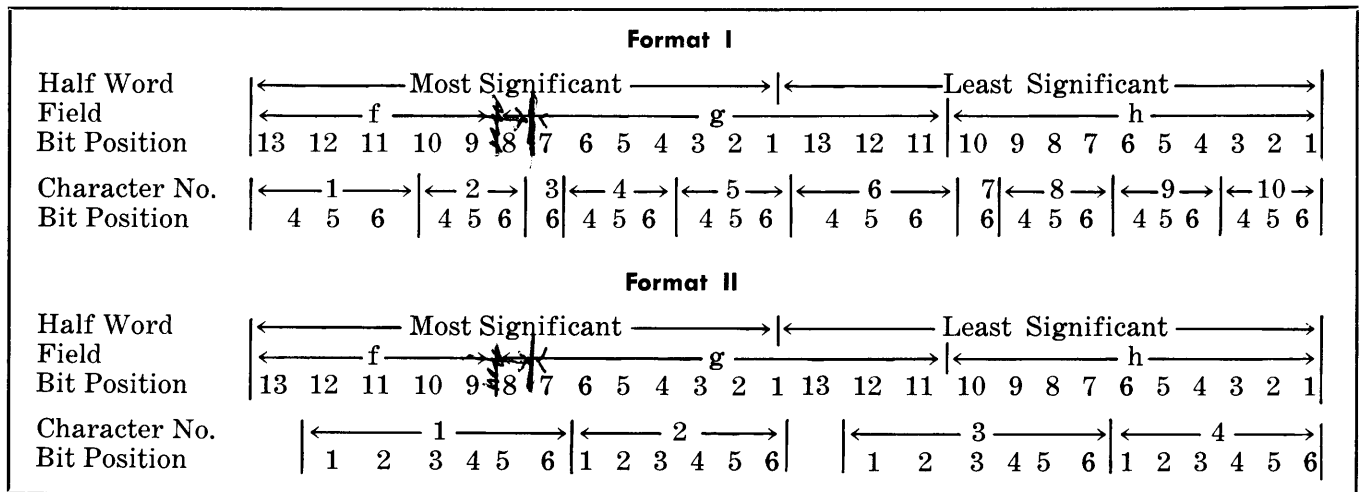 Format I
Half Word Most Significant Least Significant
Field f g h
Bit Position 13 12 11 10 9 8 7 6 5 4 3 2 1 13 12 11 10 9 8 7 6 5 4 3 2 1
Character No. 1 2 3 4 5 6 7 8 9 10
Bit Position 4 5 6 4 5 6 6 4 5 6 4 5 6 4 5 6 6 4 5 6 4 5 6 4 5 6
Format II
Half Word Most Significant Least Significant
Field f g h
Bit Position 13 12 11 10 9 8 7 6 5 4 3 2 1 13 12 11 10 9 8 7 6 5 4 3 2 1
Character No. 1 2 3 4
Bit Position 1 2 3 4 5 6 1 2 3 4 5 6 1 2 3 4 5 6 1 2 3 4 5 6